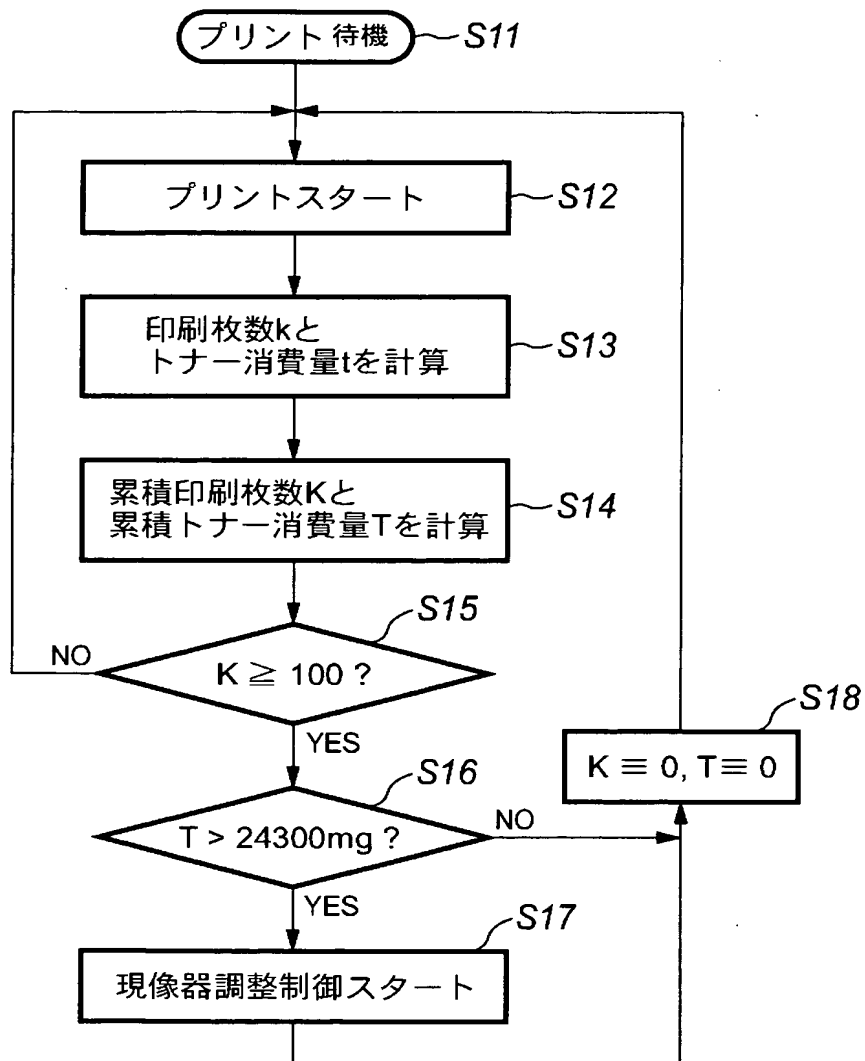 プリント 待機
S11
プリントスタート
S12
印刷枚数kと
トナー消費量tを計算
S13
累積印刷枚数Kと
累積トナー消費量Tを計算
S14
S15
K ≧ 100 ?
NO
YES
S16
T > 24300mg ?
NO
YES
S18
K ≡ 0, T ≡ 0
S17
現像器調整制御スタート